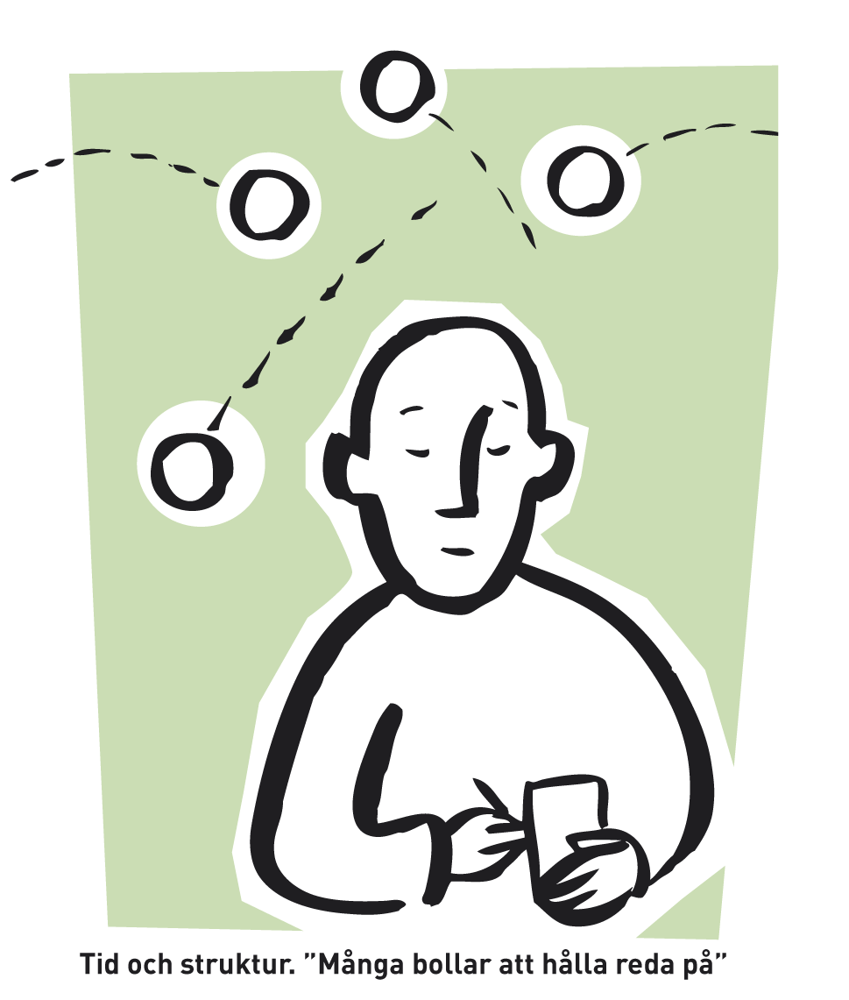 Tid och struktur. ”Många bollar att hålla reda på”